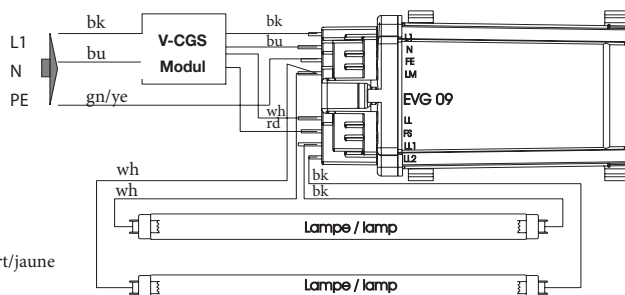 bk
bk
L1
V-CGS
L1
bu
bu
N
N
Modul
FE
LM
PE
gn/ye
EVG 09
wh
LL
rd
FS
LL1
LL2
wh
bk
wh
bk
Lampe / lamp
rt/jaune
Lampe / lamp